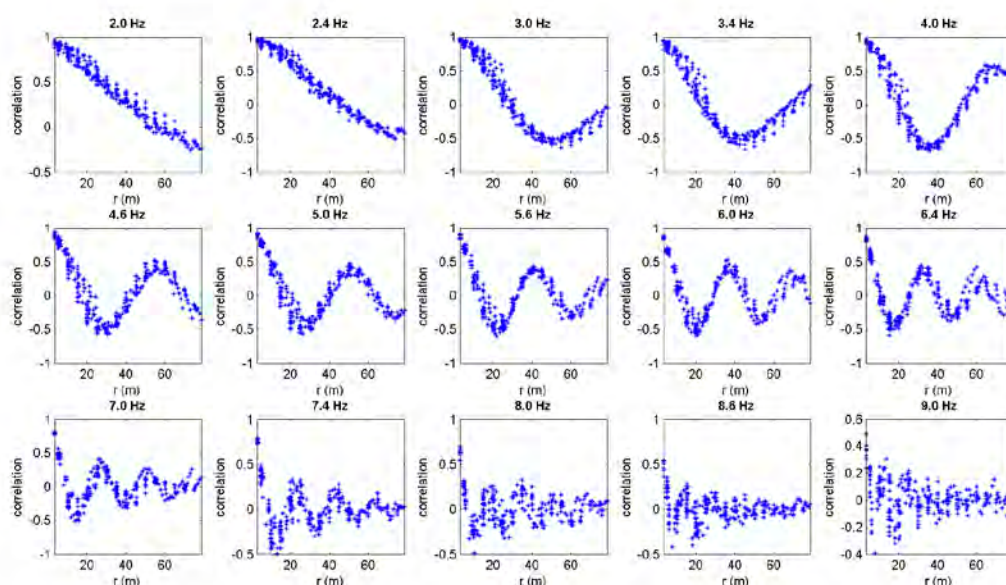 2.0 Hz 2.4 Hz 3.0 Hz 3.4 Hz 4.0 Hz
1 1 1 1 1
0.5 0.5 0.5 0.5 0.5
0 0 0 0 0
-0.5 -0.5 -0.5 -0.5
-0.5 -1 -1 -1 -1
correlation correlation correlation correlation correlation
20 40 60 20 40 60 20 40 60 20 40 60 20 40 60
r (m) r (m) r (m) r (m) r (m)
4.6 Hz 5.0 Hz 5.6 Hz 6.0 Hz 6.4 Hz
1 1 1 1 1
0.5 0.5 0.5 0.5 0.5
0 0 0 0 0
-0.5 -0.5 -0.5 -0.5 -0.5
-1 -1 -1 -1 -1
correlation correlation correlation correlation correlation
20 40 60 20 40 60 20 40 60 20 40 60 20 40 60
r (m) r (m) r (m) r (m) r (m)
7.0 Hz 7.4 Hz 8.0 Hz 8.6 Hz 9.0 Hz
1 1 1 1 0.6
0.5 0.5 0.5 0.5 0.4
0.2
0 0 0 0 0
-0.5 -0.2
-1 -0.5 -0.5 -0.5 -0.4
correlation correlation correlation correlation correlation
20 40 60 20 40 60 20 40 60 20 40 60 20 40 60
r (m) r (m) r (m) r (m) r (m)